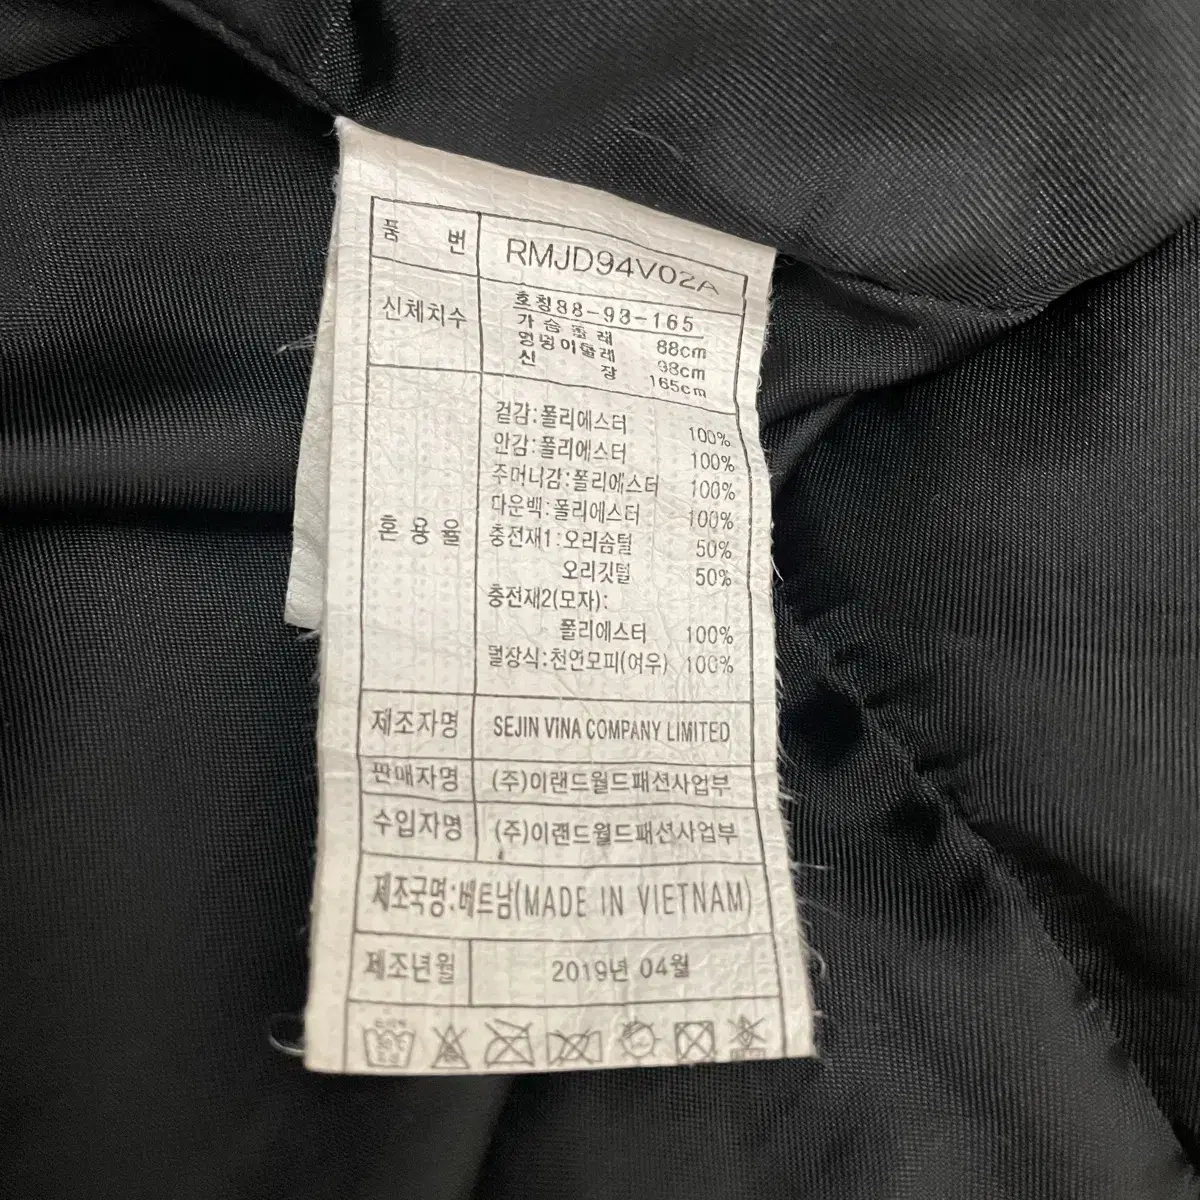 품 번 RMJD94V02A
신체치수 호칭88-98-165
가슴둘레 88cm
엉덩이둘레 98cm
신 장 165cm
혼용율
겉감:폴리에스터 100%
안감:폴리에스터 100%
주머니감:폴리에스터 100%
다운백:폴리에스터 100%
충전재1:오리솜털 50%
오리깃털 50%
충전재2(모자):
폴리에스터 100%
털장식:천연모피(여우) 100%
제조자명 SEJIN VINA COMPANY LIMITED
판매자명 (주)이랜드월드패션사업부
수입자명 (주)이랜드월드패션사업부
제조국명:베트남(MADE IN VIETNAM)
제조년월 2019년 04월